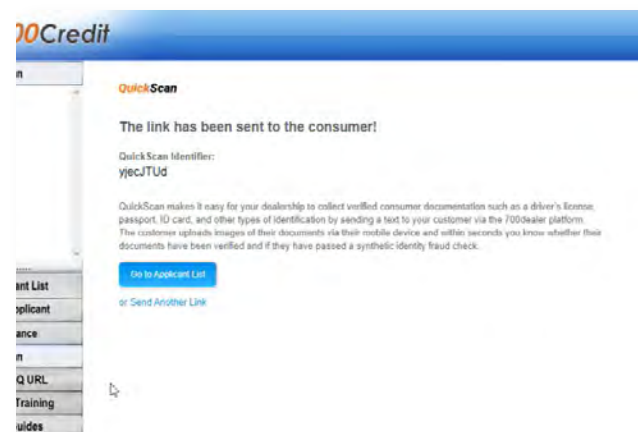 00Credit
n
QuickScan
The link has been sent to the consumer!
QuickScan Identifier:
yjecJTUd
QuickScan makes it easy for your dealership to collect verified consumer documentation such as a driver's license,
passport, ID card, and other types of identification by sending a text to your customer via the 700dealer platform.
The customer uploads images of their documents via their mobile device and within seconds you know whether their
documents have been verified and if they have passed a synthetic identity fraud check.
Go to Applicant List
or Send Another Link
ant List
pplicant
ance
n
Q URL
Training
uides